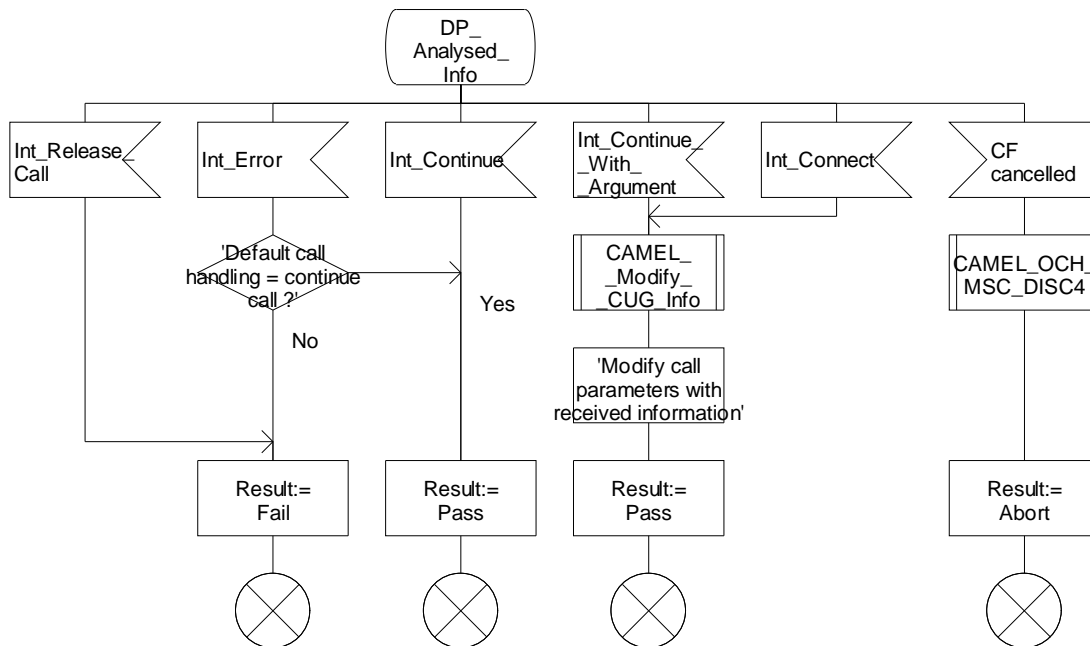 DP_
Analysed_
Info
Int_Release_
Call
Int_Error
Int_Continue
Int_Continue_
_With_
_Argument
Int_Connect
CF
cancelled
'Default call
handling = continue
call ?'
Yes
No
CAMEL_
_Modify_
_CUG_Info
CAMEL_OCH_
MSC_DISC4
'Modify call
parameters with
received information'
Result:=
Fail
Result:=
Pass
Result:=
Pass
Result:=
Abort